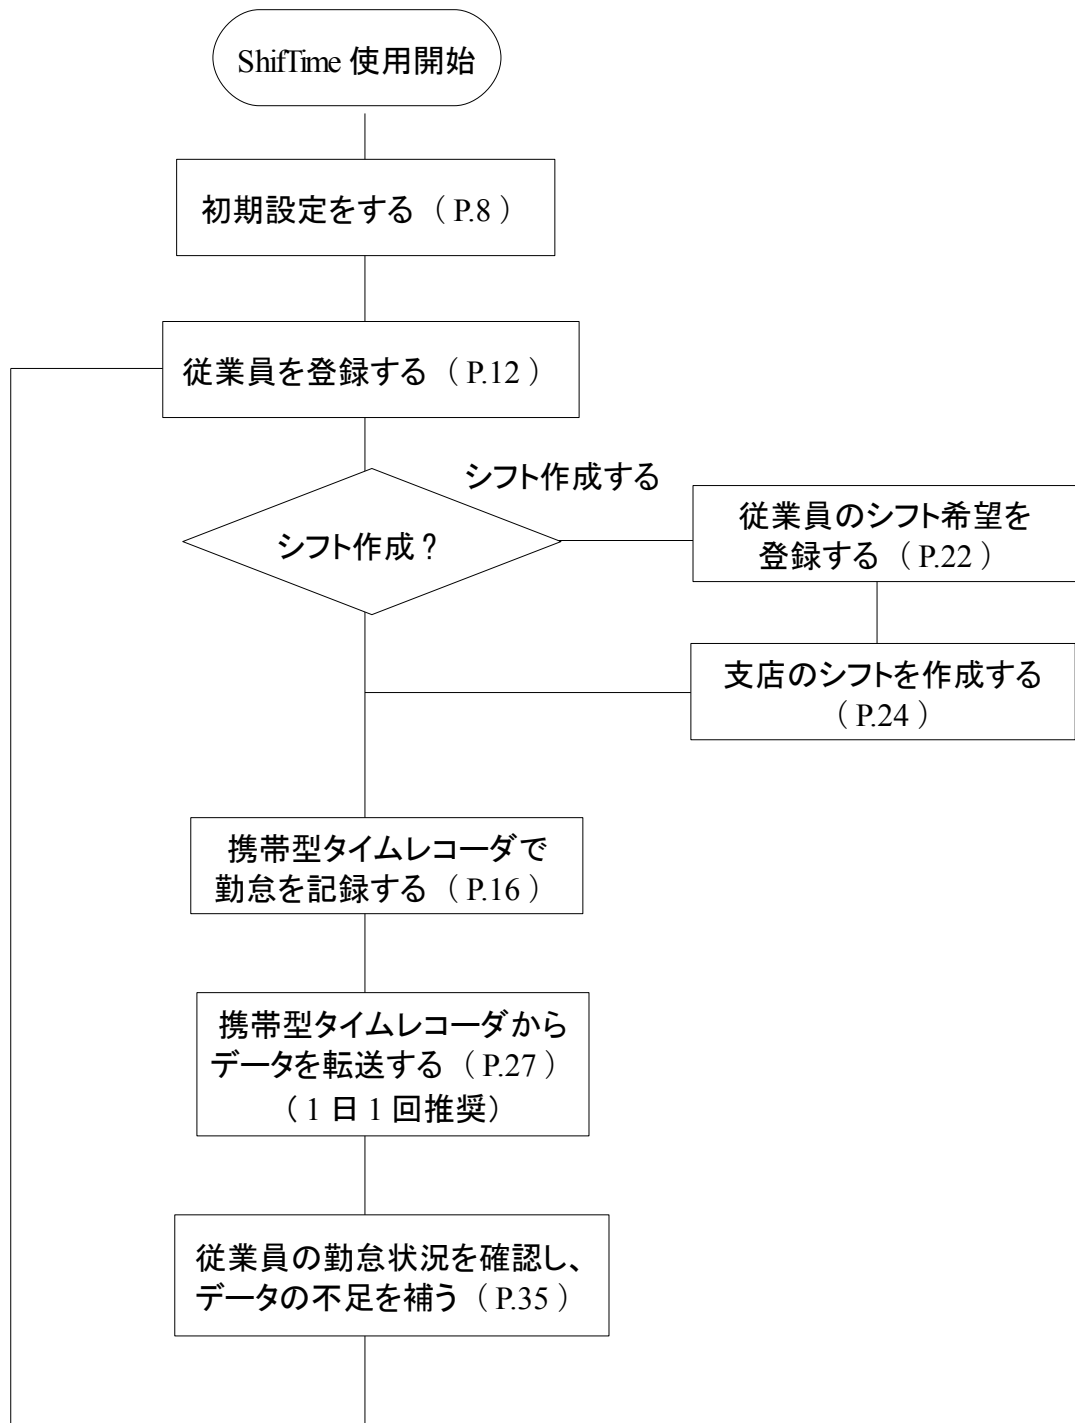 ShifTime 使用開始
初期設定をする （ P.8 ）
従業員を登録する （ P.12 ）
シフト作成する
シフト作成？
従業員のシフト希望を
登録する （ P.22 ）
支店のシフトを作成する
（ P.24 ）
携帯型タイムレコーダで
勤怠を記録する （ P.16 ）
携帯型タイムレコーダから
データを転送する （ P.27 ）
（１日１回推奨）
従業員の勤怠状況を確認し、
データの不足を補う （ P.35 ）